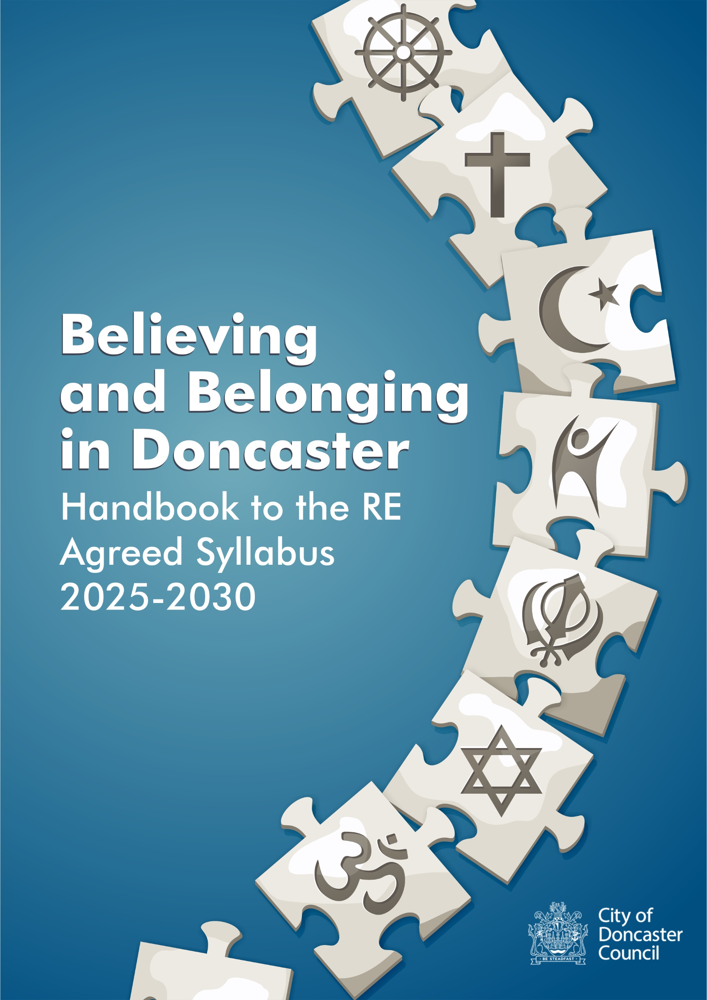 Believing
and Belonging
in Doncaster
Handbook to the RE
Agreed Syllabus
2025-2030
City of
Doncaster
Council
· BE STEADFAST ·